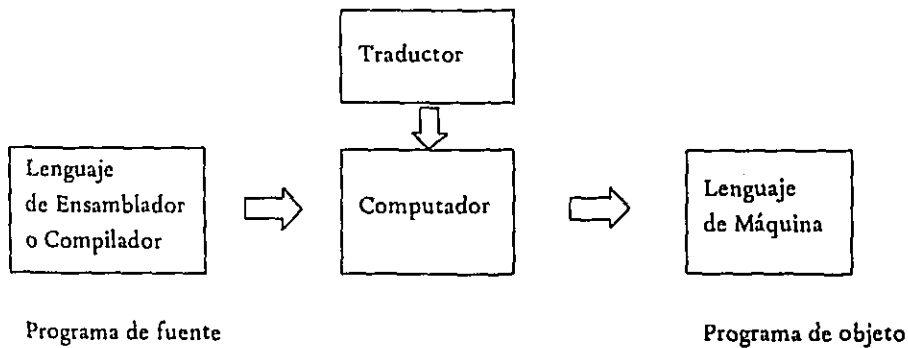 Traductor
Lenguaje
de Ensamblador
o Compilador
Computador
Lenguaje
de Máquina
Programa de fuente
Programa de objeto